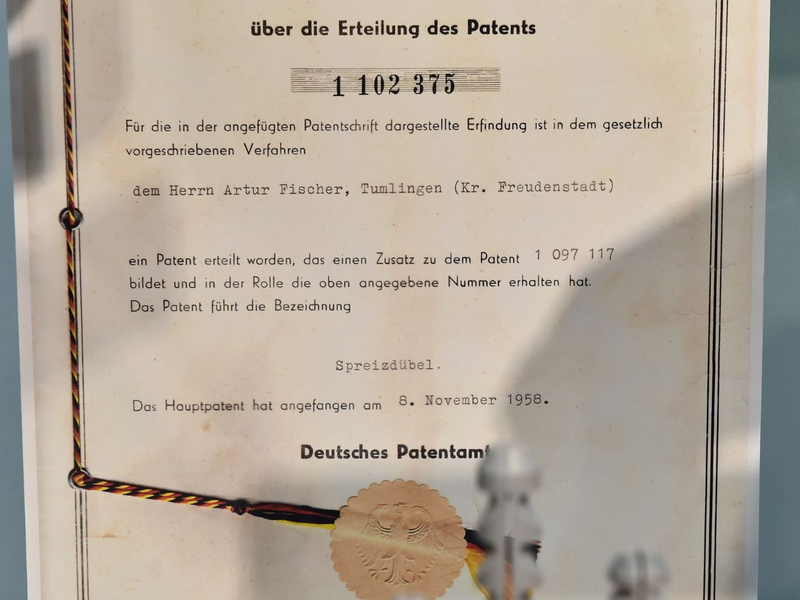 über die Erteilung des Patents
1 102 375
Für die in der angefügten Patentschrift dargestellte Erfindung ist in dem gesetzlich
vorgeschriebenen Verfahren
dem Herrn Artur Fischer, Tumlingen (Kr. Freudenstadt)
ein Patent erteilt worden, das einen Zusatz zu dem Patent 1 097 117
bildet und in der Rolle die oben angegebene Nummer erhalten hat.
Das Patent führt die Bezeichnung
Spreizdübel.
Das Hauptpatent hat angefangen am 8. November 1958.
Deutsches Patentamt